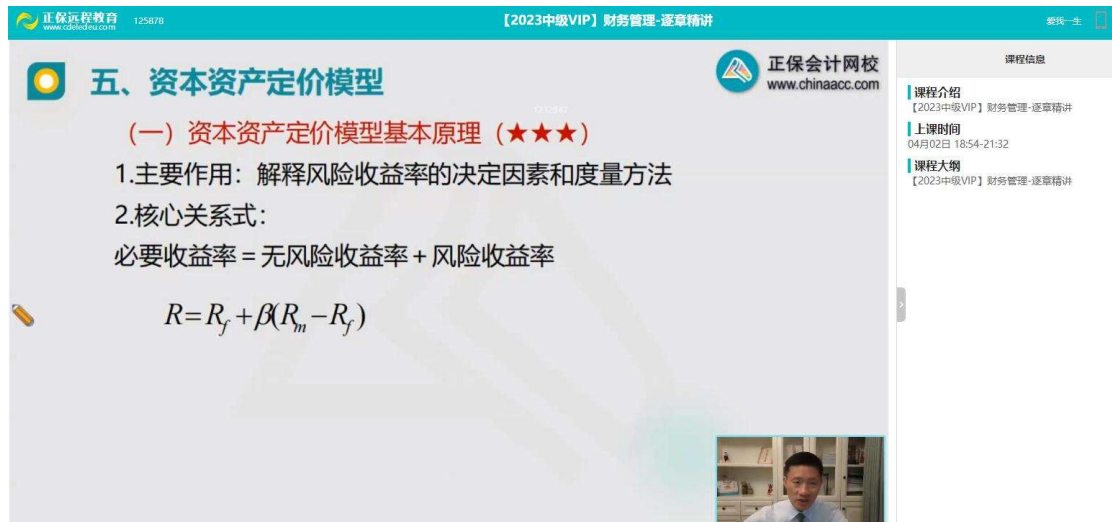 正保远程教育
www.cdeledu.com
125878
【2023中级VIP】财务管理-逐章精讲
爱我一生
五、资本资产定价模型
正保会计网校
www.chinaacc.com
（一）资本资产定价模型基本原理（★★★）
1.主要作用：解释风险收益率的决定因素和度量方法
2.核心关系式：
必要收益率＝无风险收益率＋风险收益率
R=R_f+β(R_m−R_f)
课程信息
课程介绍
【2023中级VIP】财务管理-逐章精讲
上课时间
04月02日 18:54-21:32
课程大纲
【2023中级VIP】财务管理-逐章精讲